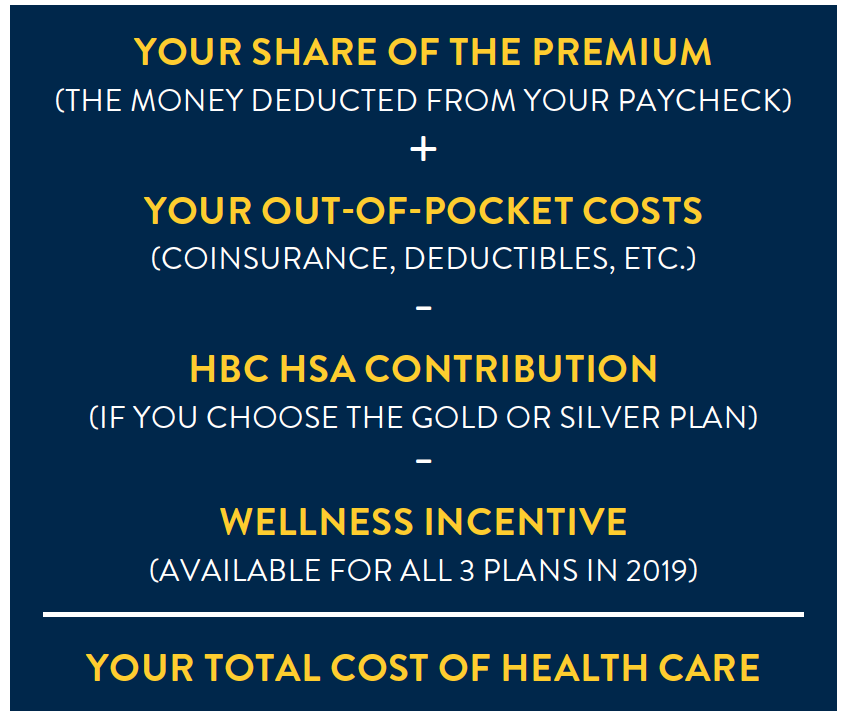 YOUR SHARE OF THE PREMIUM
(THE MONEY DEDUCTED FROM YOUR PAYCHECK)
+
YOUR OUT-OF-POCKET COSTS
(COINSURANCE, DEDUCTIBLES, ETC.)
–
HBC HSA CONTRIBUTION
(IF YOU CHOOSE THE GOLD OR SILVER PLAN)
–
WELLNESS INCENTIVE
(AVAILABLE FOR ALL 3 PLANS IN 2019)
YOUR TOTAL COST OF HEALTH CARE